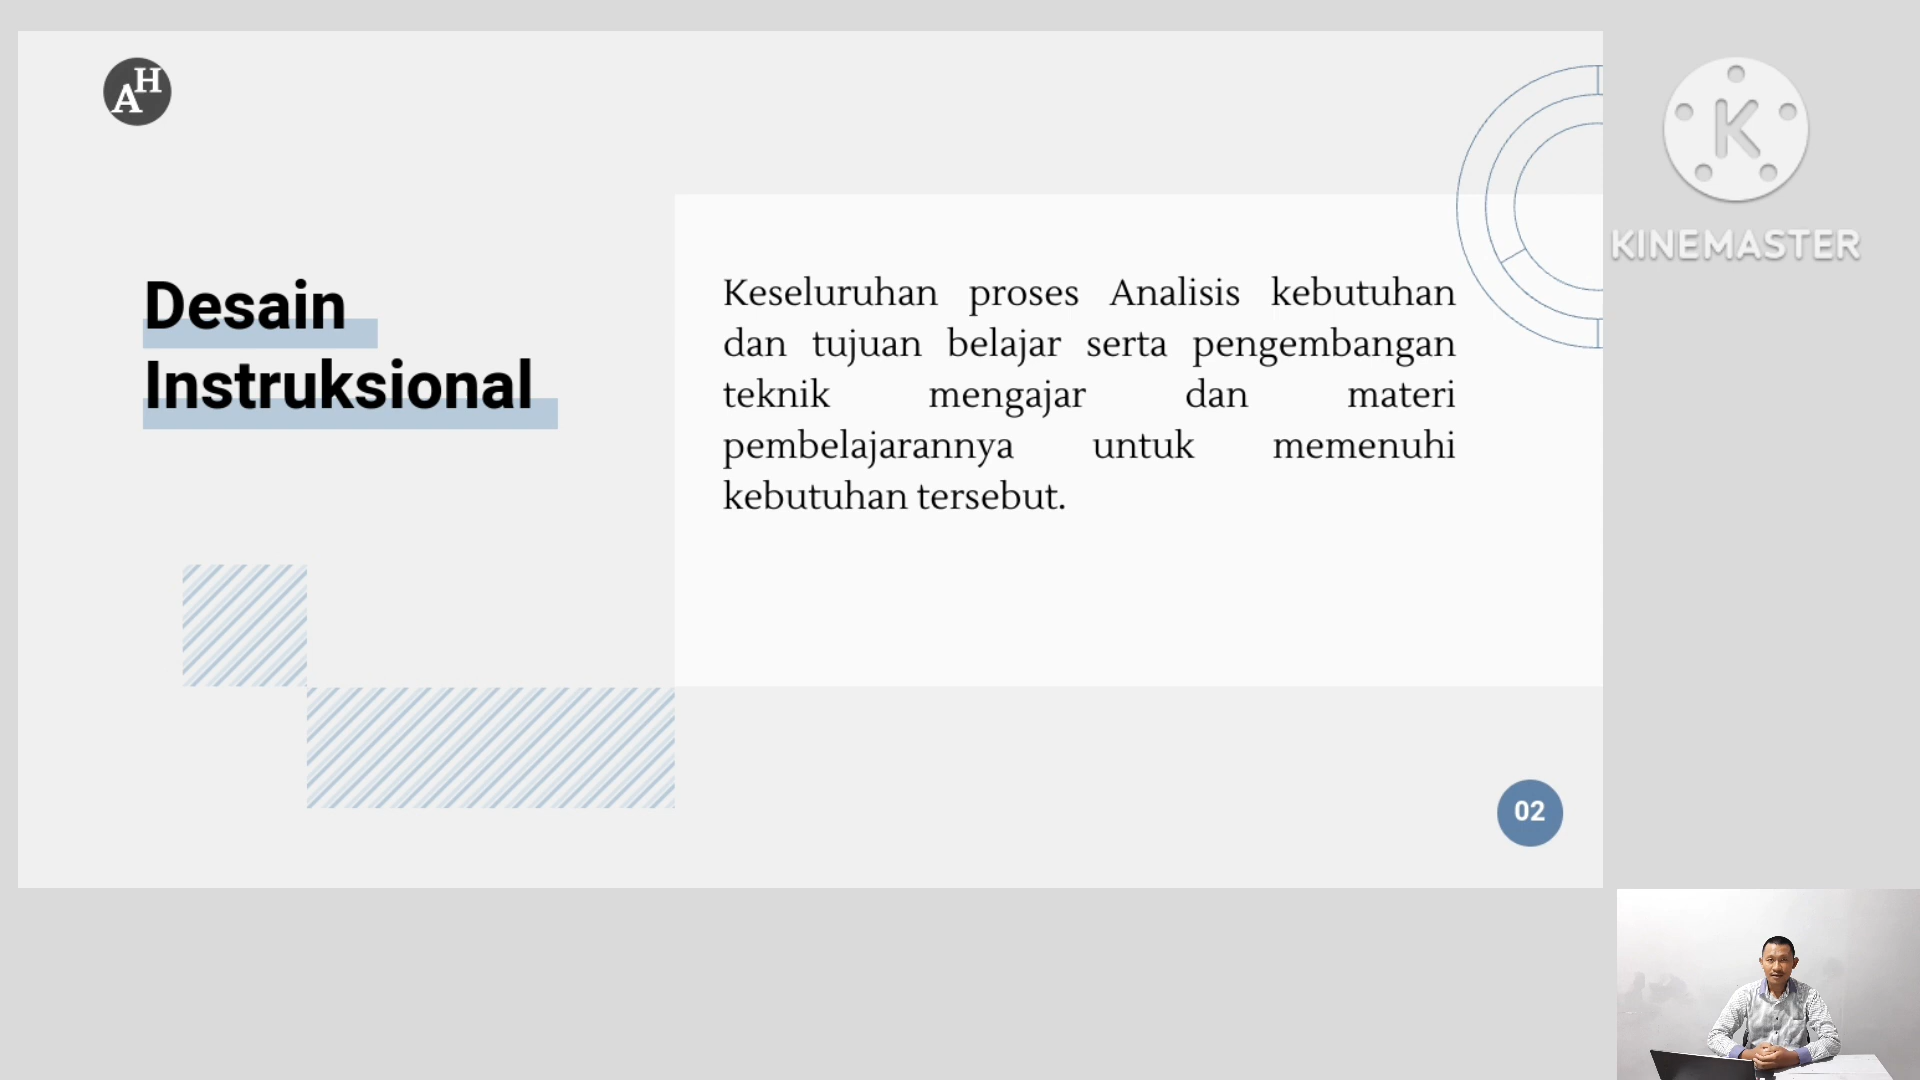 AH
Desain
Instruksional
Keseluruhan proses Analisis kebutuhan
dan tujuan belajar serta pengembangan
teknik mengajar dan materi
pembelajarannya untuk memenuhi
kebutuhan tersebut.
02
K
KINEMASTER